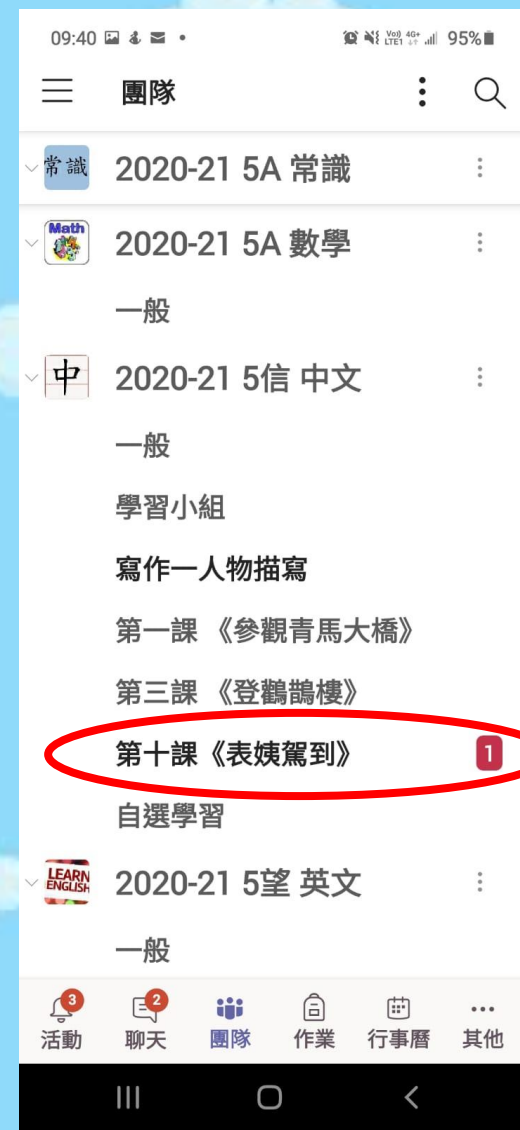 09:40 Vo) 4G+ LTE1 95%
團隊
常識 2020-21 5A 常識
Math 2020-21 5A 數學
一般
中 2020-21 5信 中文
一般
學習小組
寫作一人物描寫
第一課 《參觀青馬大橋》
第三課 《登鸛鵲樓》
第十課《表姨駕到》 1
自選學習
LEARN ENGLISH 2020-21 5望 英文
一般
3 2
活動 聊天 團隊 作業 行事曆 其他